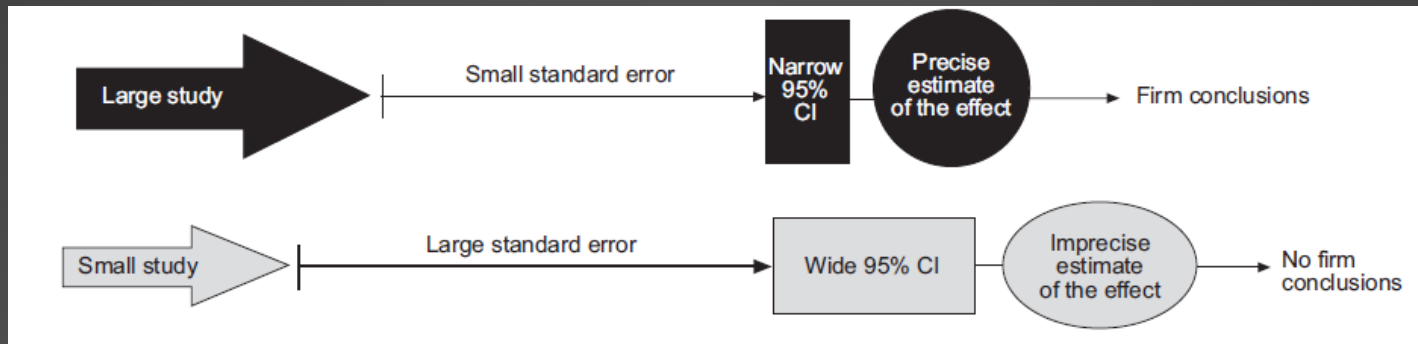 Large study
Small standard error
Narrow
95%
CI
Precise
estimate
of the effect
Firm conclusions
Small study
Large standard error
Wide 95% CI
Imprecise
estimate
of the effect
No firm
conclusions